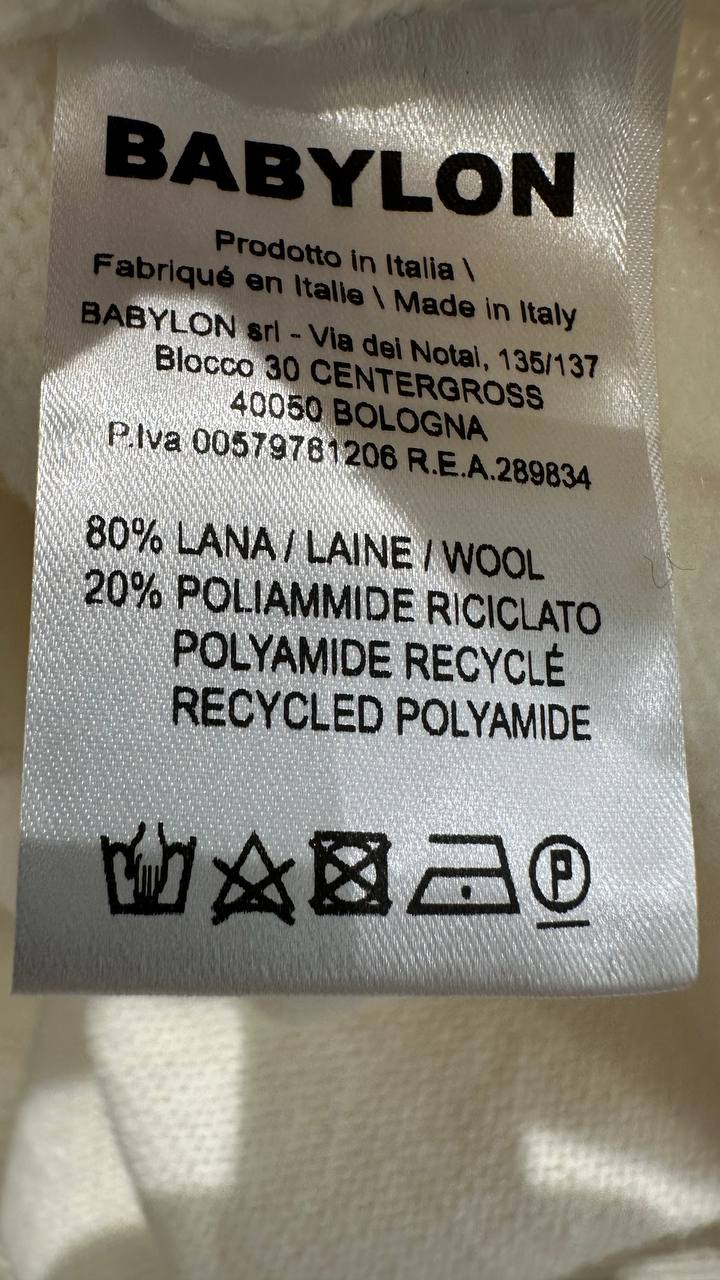 BABYLON
Prodotto in Italia \
Fabriqué en Italie \ Made in Italy
BABYLON srl - Via dei Notai, 135/137
Blocco 30 CENTERGROSS
40050 BOLOGNA
P.Iva 00579781206 R.E.A.289834
80% LANA / LAINE / WOOL
20% POLIAMMIDE RICICLATO
POLYAMIDE RECYCLÉ
RECYCLED POLYAMIDE
P